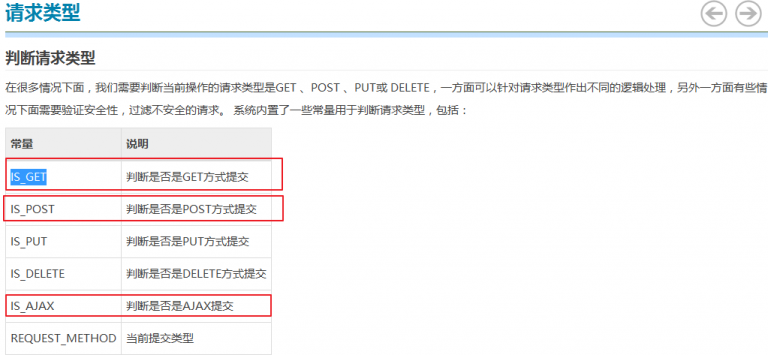 请求类型
判断请求类型
在很多情况下面，我们需要判断当前操作的请求类型是GET 、POST 、PUT或 DELETE，一方面可以针对请求类型作出不同的逻辑处理，另外一方面有些情
况下面需要验证安全性，过滤不安全的请求。 系统内置了一些常量用于判断请求类型，包括：
常量 说明
IS_GET 判断是否是GET方式提交
IS_POST 判断是否是POST方式提交
IS_PUT 判断是否是PUT方式提交
IS_DELETE 判断是否是DELETE方式提交
IS_AJAX 判断是否是AJAX提交
REQUEST_METHOD 当前提交类型